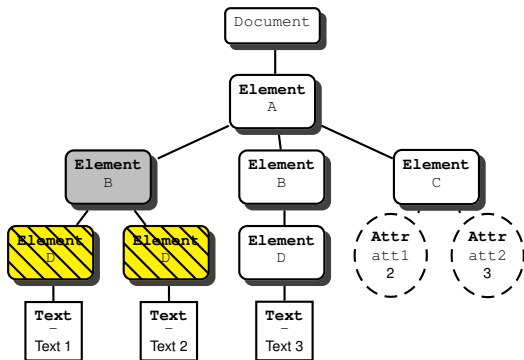 Document
Element
A
Element
B
Element
B
Element
C
Element
D
Element
D
Element
D
Attr
att1
2
Attr
att2
3
Text
–
Text 1
Text
–
Text 2
Text
–
Text 3